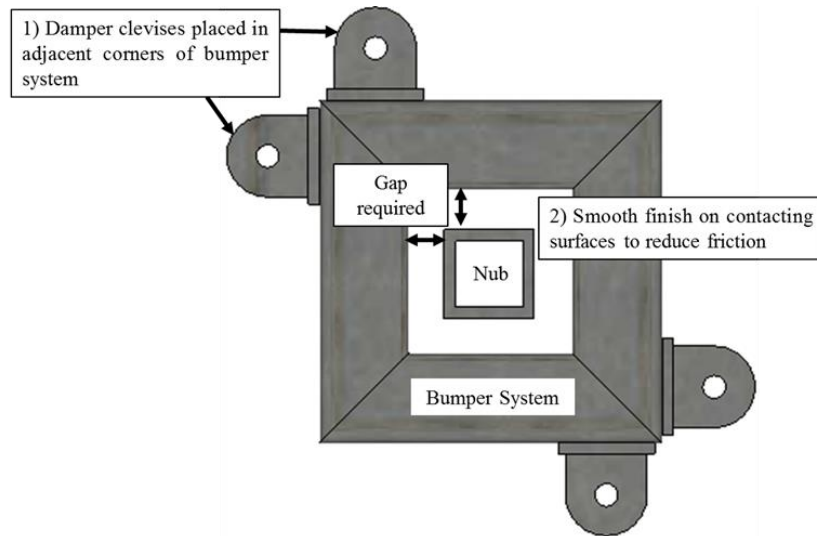 1) Damper clevises placed in
adjacent corners of bumper
system
Gap
required
2) Smooth finish on contacting
surfaces to reduce friction
Nub
Bumper System